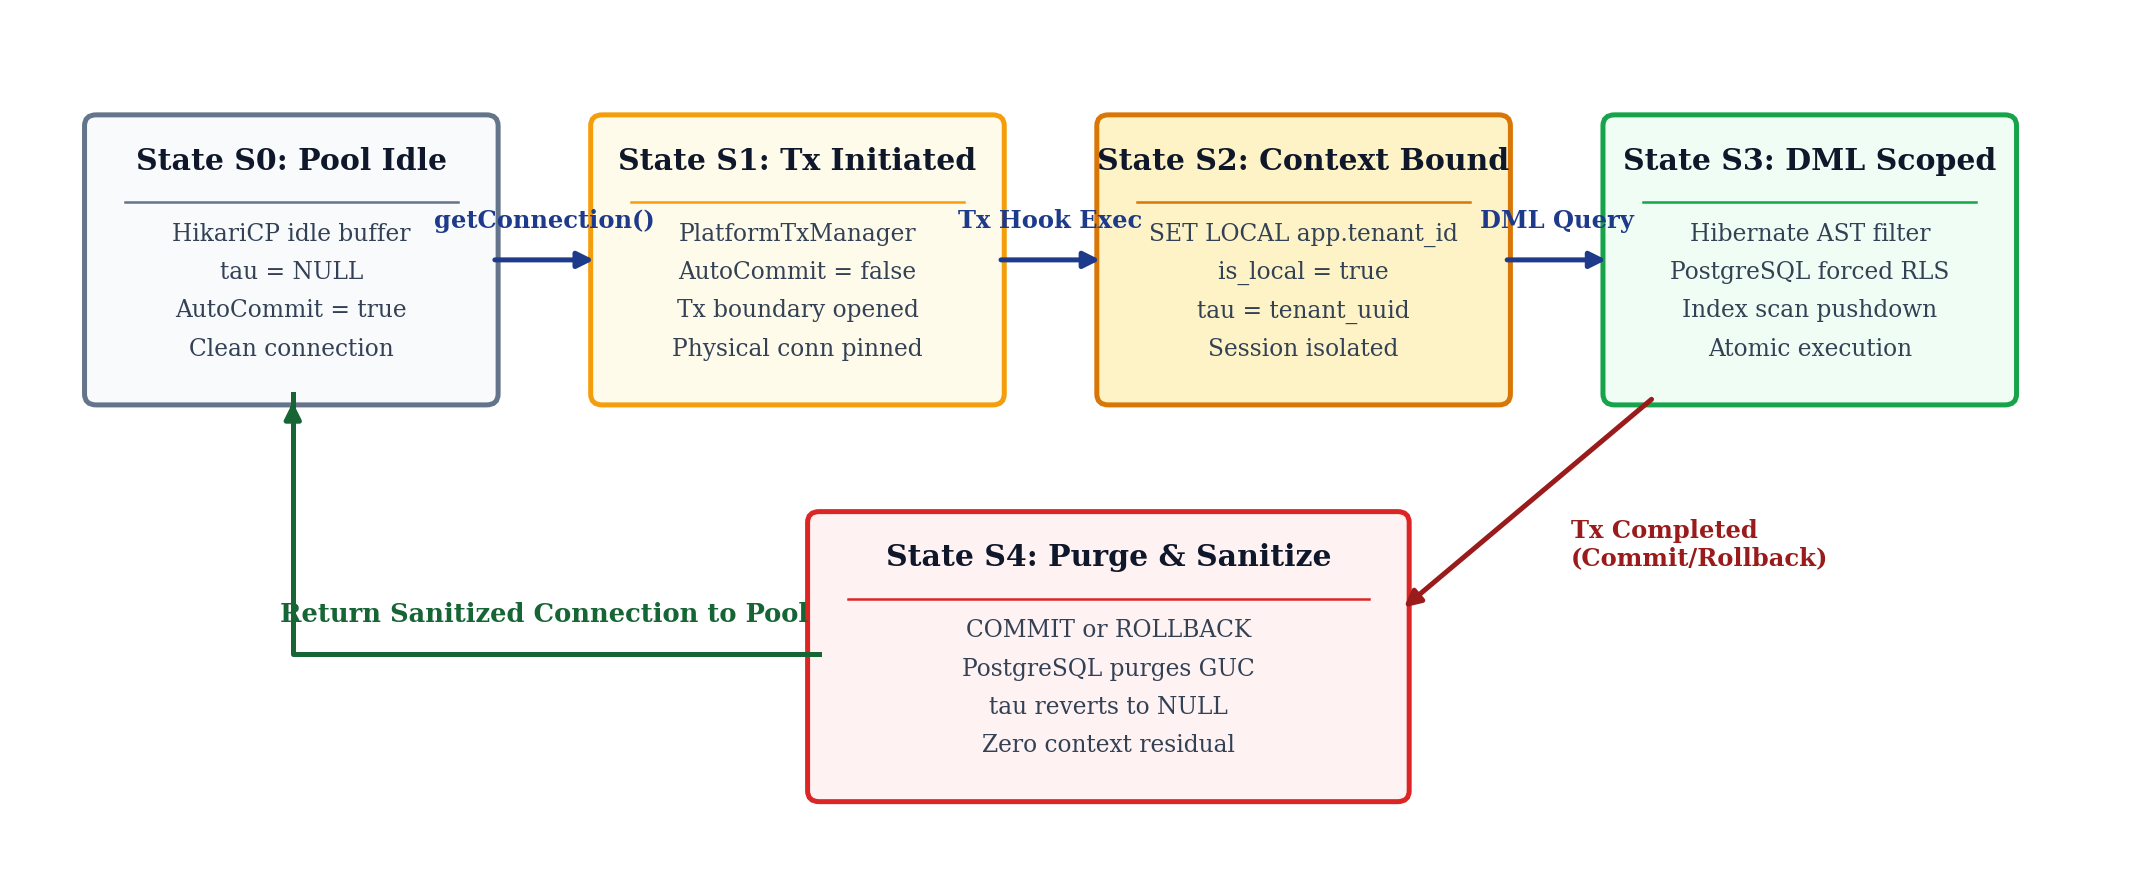 State S0: Pool Idle
HikariCP idle buffer
tau = NULL
AutoCommit = true
Clean connection
getConnection()
State S1: Tx Initiated
PlatformTxManager
AutoCommit = false
Tx boundary opened
Physical conn pinned
Tx Hook Exec
State S2: Context Bound
SET LOCAL app.tenant_id
is_local = true
tau = tenant_uuid
Session isolated
DML Query
State S3: DML Scoped
Hibernate AST filter
PostgreSQL forced RLS
Index scan pushdown
Atomic execution
Tx Completed
(Commit/Rollback)
State S4: Purge & Sanitize
COMMIT or ROLLBACK
PostgreSQL purges GUC
tau reverts to NULL
Zero context residual
Return Sanitized Connection to Pool